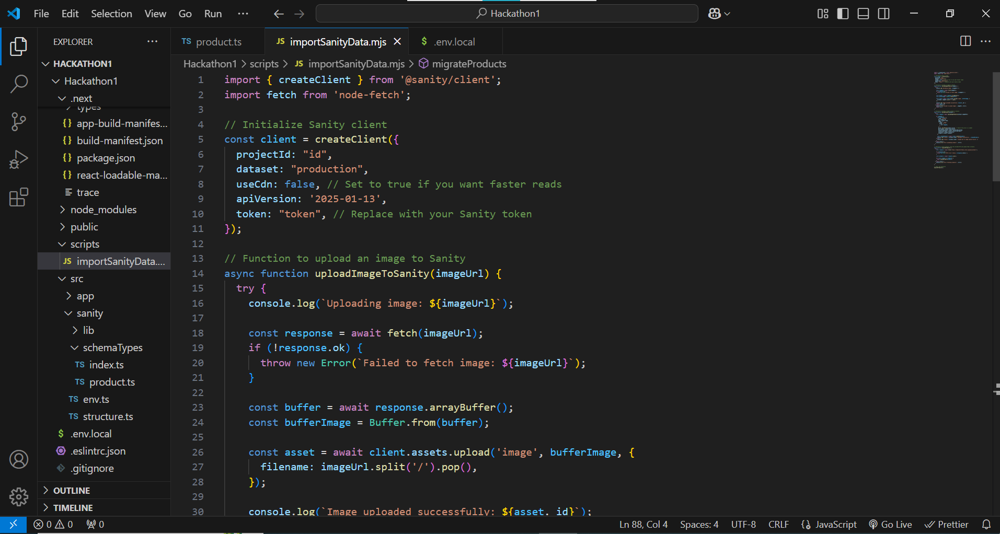 File Edit Selection View Go Run ··· Hackathon1
EXPLORER ···
HACKATHON1
Hackathon1
.next
types
{} app-build-manifes...
{} build-manifest.json
{} package.json
{} react-loadable-ma...
trace
node_modules
public
scripts
JS importSanityData....
src
app
sanity
lib
schemaTypes
TS index.ts
TS product.ts
TS env.ts
TS structure.ts
$ .env.local
.eslintrc.json
.gitignore
OUTLINE
TIMELINE
TS product.ts JS importSanityData.mjs $ .env.local
Hackathon1 > scripts > JS importSanityData.mjs > migrateProducts
1 import { createClient } from '@sanity/client';
2 import fetch from 'node-fetch';
3
4 // Initialize Sanity client
5 const client = createClient({
6 projectId: "id",
7 dataset: "production",
8 useCdn: false, // Set to true if you want faster reads
9 apiVersion: '2025-01-13',
10 token: "token", // Replace with your Sanity token
11 });
12
13 // Function to upload an image to Sanity
14 async function uploadImageToSanity(imageUrl) {
15 try {
16 console.log(`Uploading image: ${imageUrl}`);
17
18 const response = await fetch(imageUrl);
19 if (!response.ok) {
20 throw new Error(`Failed to fetch image: ${imageUrl}`);
21 }
22
23 const buffer = await response.arrayBuffer();
24 const bufferImage = Buffer.from(buffer);
25
26 const asset = await client.assets.upload('image', bufferImage, {
27 filename: imageUrl.split('/').pop(),
28 });
29
30 console.log(`Image uploaded successfully: ${asset._id}`);
0 0 0 Ln 88, Col 4 Spaces: 4 UTF-8 CRLF {} JavaScript Go Live Prettier